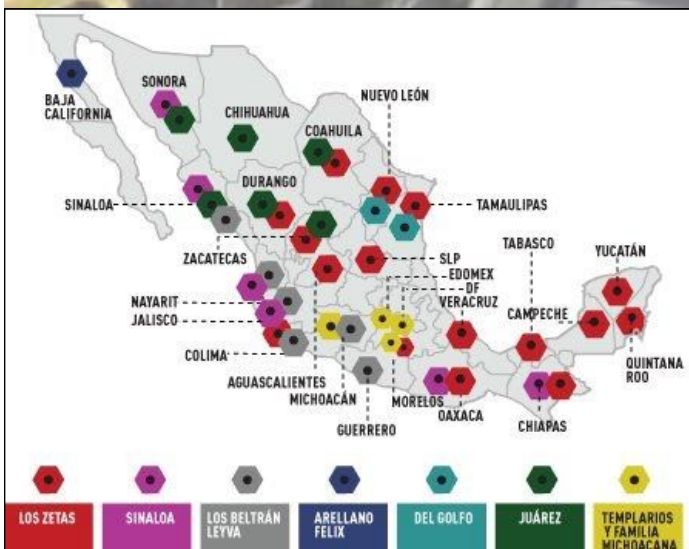 SONORA
BAJA
CALIFORNIA
CHIHUAHUA
NUEVO LEÓN
COAHUILA
SINALOA
DURANGO
TAMAULIPAS
ZACATECAS
SLP
EDOMEX
DF
VERACRUZ
TABASCO
YUCATÁN
CAMPECHE
NAYARIT
JALISCO
COLIMA
AGUASCALIENTES
MICHOACÁN
GUERRERO
MORELOS
OAXACA
CHIAPAS
QUINTANA
ROO
LOS ZETAS
SINALOA
LOS BELTRÁN
LEYVA
ARELLANO
FELIX
DEL GOLFO
JUÁREZ
TEMPLARIOS
Y FAMILIA
MICHOACANA